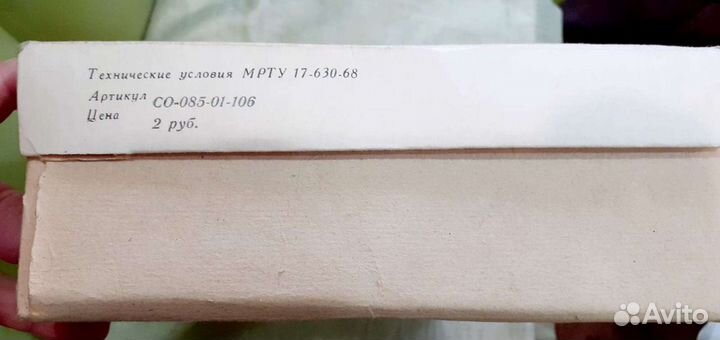 Технические условия МРТУ 17-630-68
Артикул СО-085-01-106
Цена 2 руб.
Avito